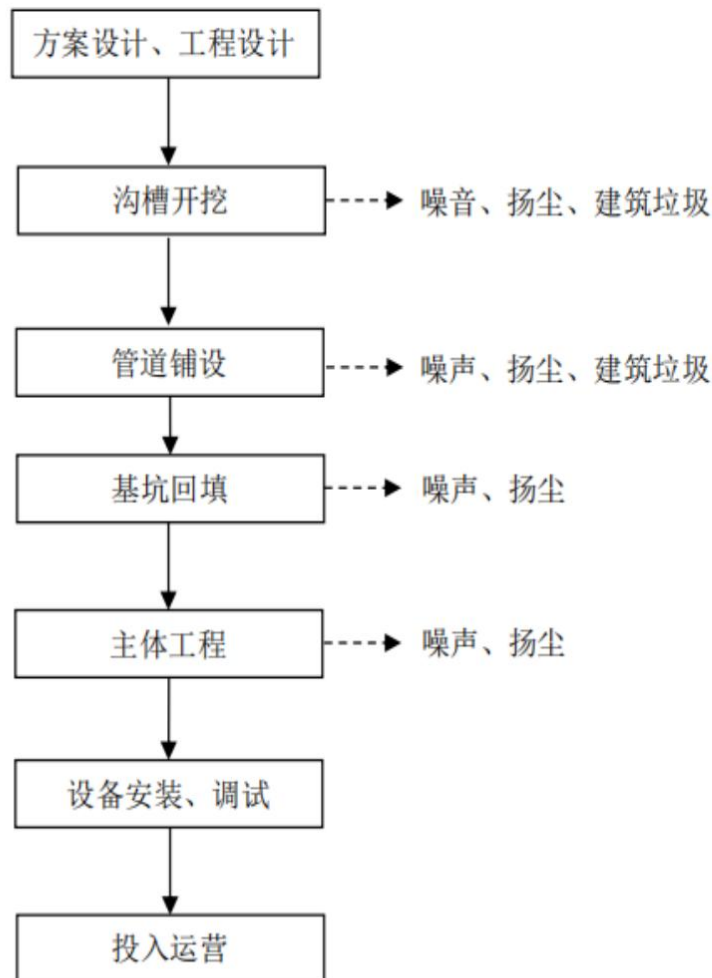 方案设计、工程设计
沟槽开挖
噪音、扬尘、建筑垃圾
管道铺设
噪声、扬尘、建筑垃圾
基坑回填
噪声、扬尘
主体工程
噪声、扬尘
设备安装、调试
投入运营